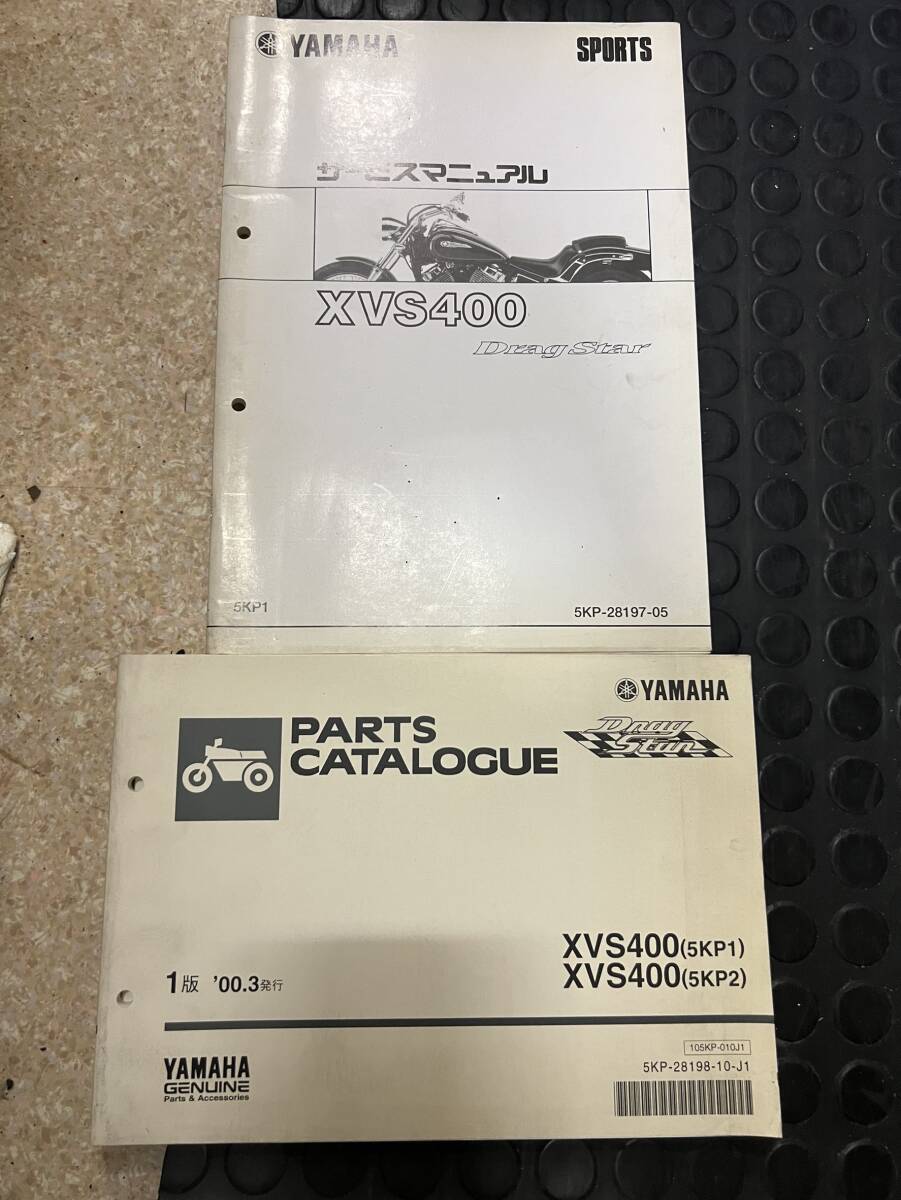 YAMAHA SPORTS
サービスマニュアル
XVS400
Drag Star
5KP1 5KP-28197-05
YAMAHA
PARTS
CATALOGUE
Drag
Star
XVS400(5KP1)
XVS400(5KP2)
1版 '00.3発行
105KP-010J1
5KP-28198-10-J1
YAMAHA
GENUINE
Parts & Accessories